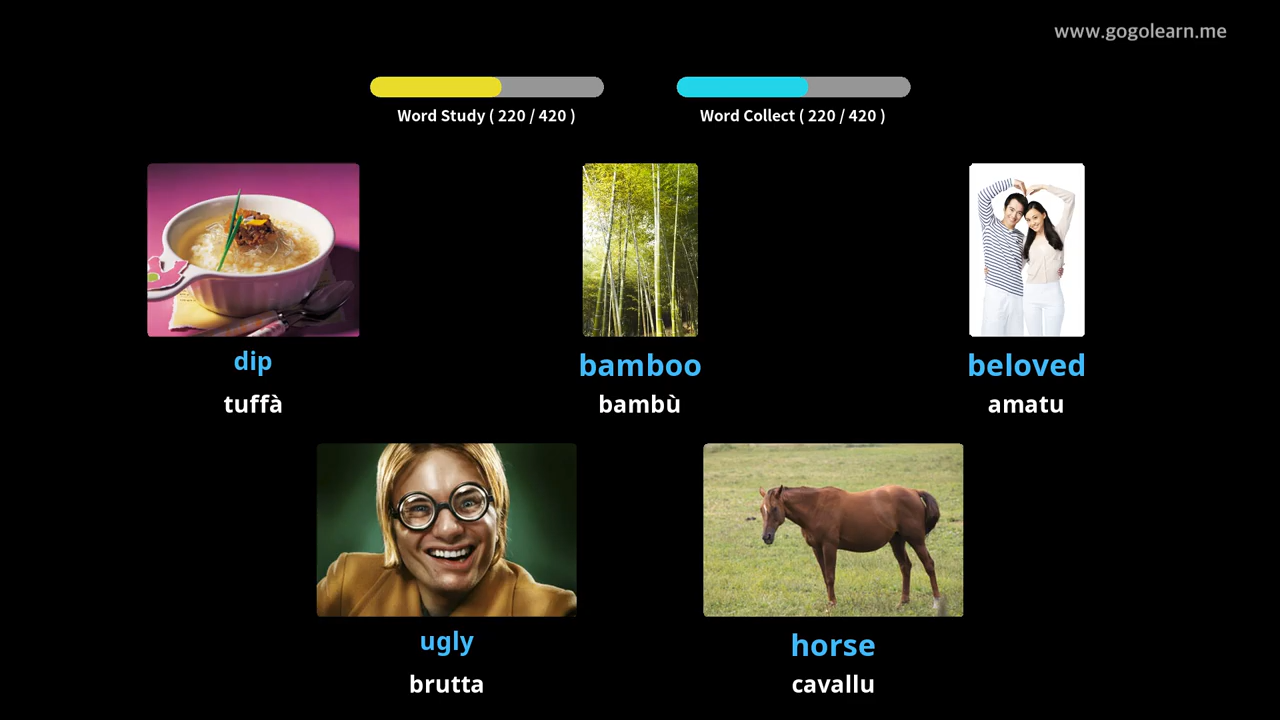 www.gogolearn.me
Word Study ( 220 / 420 )
Word Collect ( 220 / 420 )
dip
bamboo
beloved
tuffà
bambù
amatu
ugly
horse
brutta
cavallu